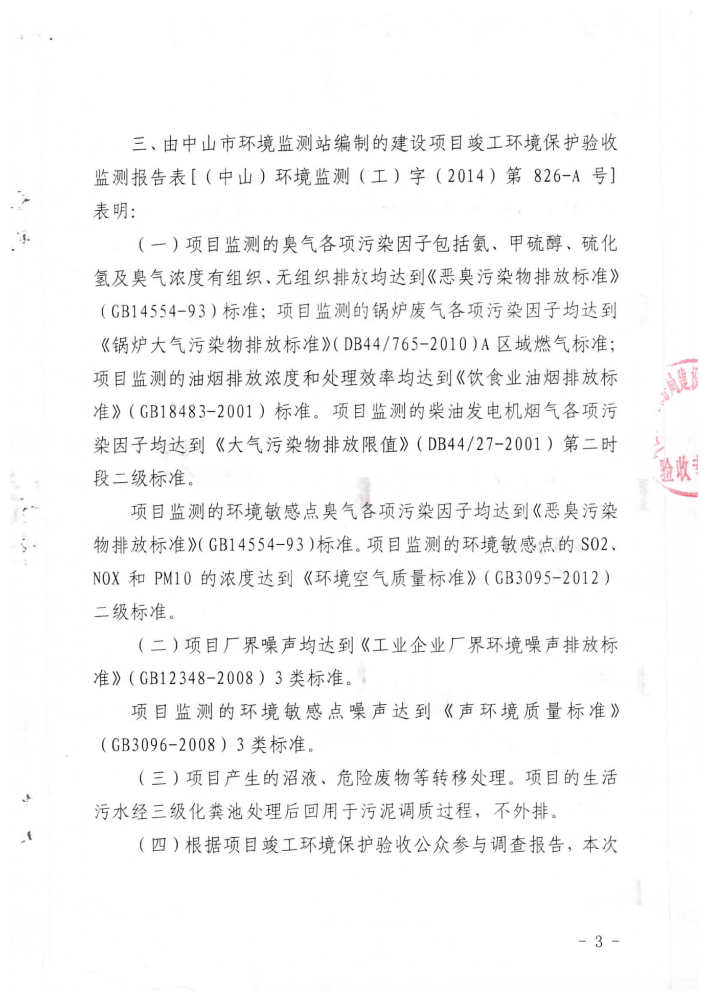 三、由中山市环境监测站编制的建设项目竣工环境保护验收
监测报告表[（中山）环境监测（工）字（2014）第 826-A 号]
表明：
（一）项目监测的臭气各项污染因子包括氨、甲硫醇、硫化
氢及臭气浓度有组织、无组织排放均达到《恶臭污染物排放标准》
（GB14554-93）标准；项目监测的锅炉废气各项污染因子均达到
《锅炉大气污染物排放标准》（DB44/765-2010）A 区域燃气标准；
项目监测的油烟排放浓度和处理效率均达到《饮食业油烟排放标
准》（GB18483-2001）标准。项目监测的柴油发电机烟气各项污
染因子均达到《大气污染物排放限值》（DB44/27-2001）第二时
段二级标准。
项目监测的环境敏感点臭气各项污染因子均达到《恶臭污染
物排放标准》（GB14554-93）标准。项目监测的环境敏感点的 SO2、
NOX 和 PM10 的浓度达到《环境空气质量标准》（GB3095-2012）
二级标准。
（二）项目厂界噪声均达到《工业企业厂界环境噪声排放标
准》（GB12348-2008）3 类标准。
项目监测的环境敏感点噪声达到《声环境质量标准》
（GB3096-2008）3 类标准。
（三）项目产生的沼液、危险废物等转移处理。项目的生活
污水经三级化粪池处理后回用于污泥调质过程，不外排。
（四）根据项目竣工环境保护验收公众参与调查报告，本次
- 3 -
局建设
验收专